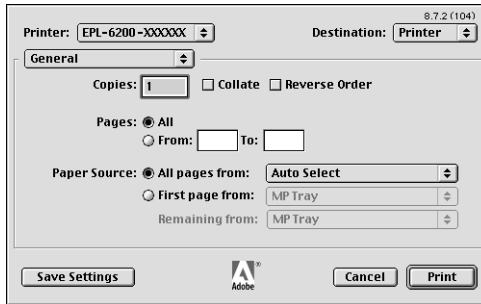 8.7.2 (104)
Printer: EPL-6200-XXXXXX Destination: Printer
General
Copies: 1 Collate Reverse Order
Pages: All
From: To:
Paper Source: All pages from: Auto Select
First page from: MP Tray
Remaining from: MP Tray
Save Settings Adobe ® Cancel Print